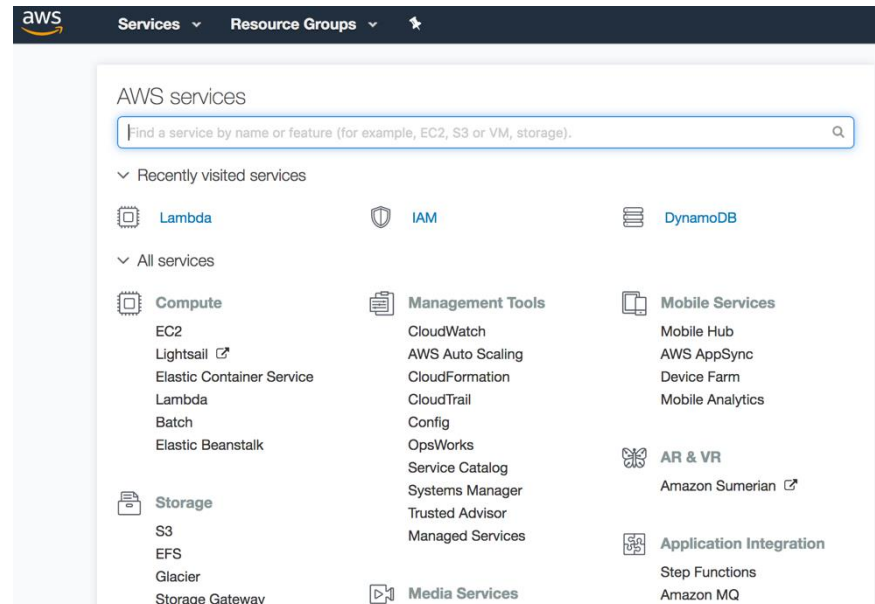 aws
Services
Resource Groups
AWS services
Find a service by name or feature (for example, EC2, S3 or VM, storage).
Recently visited services
Lambda
IAM
DynamoDB
All services
Compute
EC2
Lightsail
Elastic Container Service
Lambda
Batch
Elastic Beanstalk
Storage
S3
EFS
Glacier
Storage Gateway
Management Tools
CloudWatch
AWS Auto Scaling
CloudFormation
CloudTrail
Config
OpsWorks
Service Catalog
Systems Manager
Trusted Advisor
Managed Services
Media Services
Mobile Services
Mobile Hub
AWS AppSync
Device Farm
Mobile Analytics
AR & VR
Amazon Sumerian
Application Integration
Step Functions
Amazon MQ